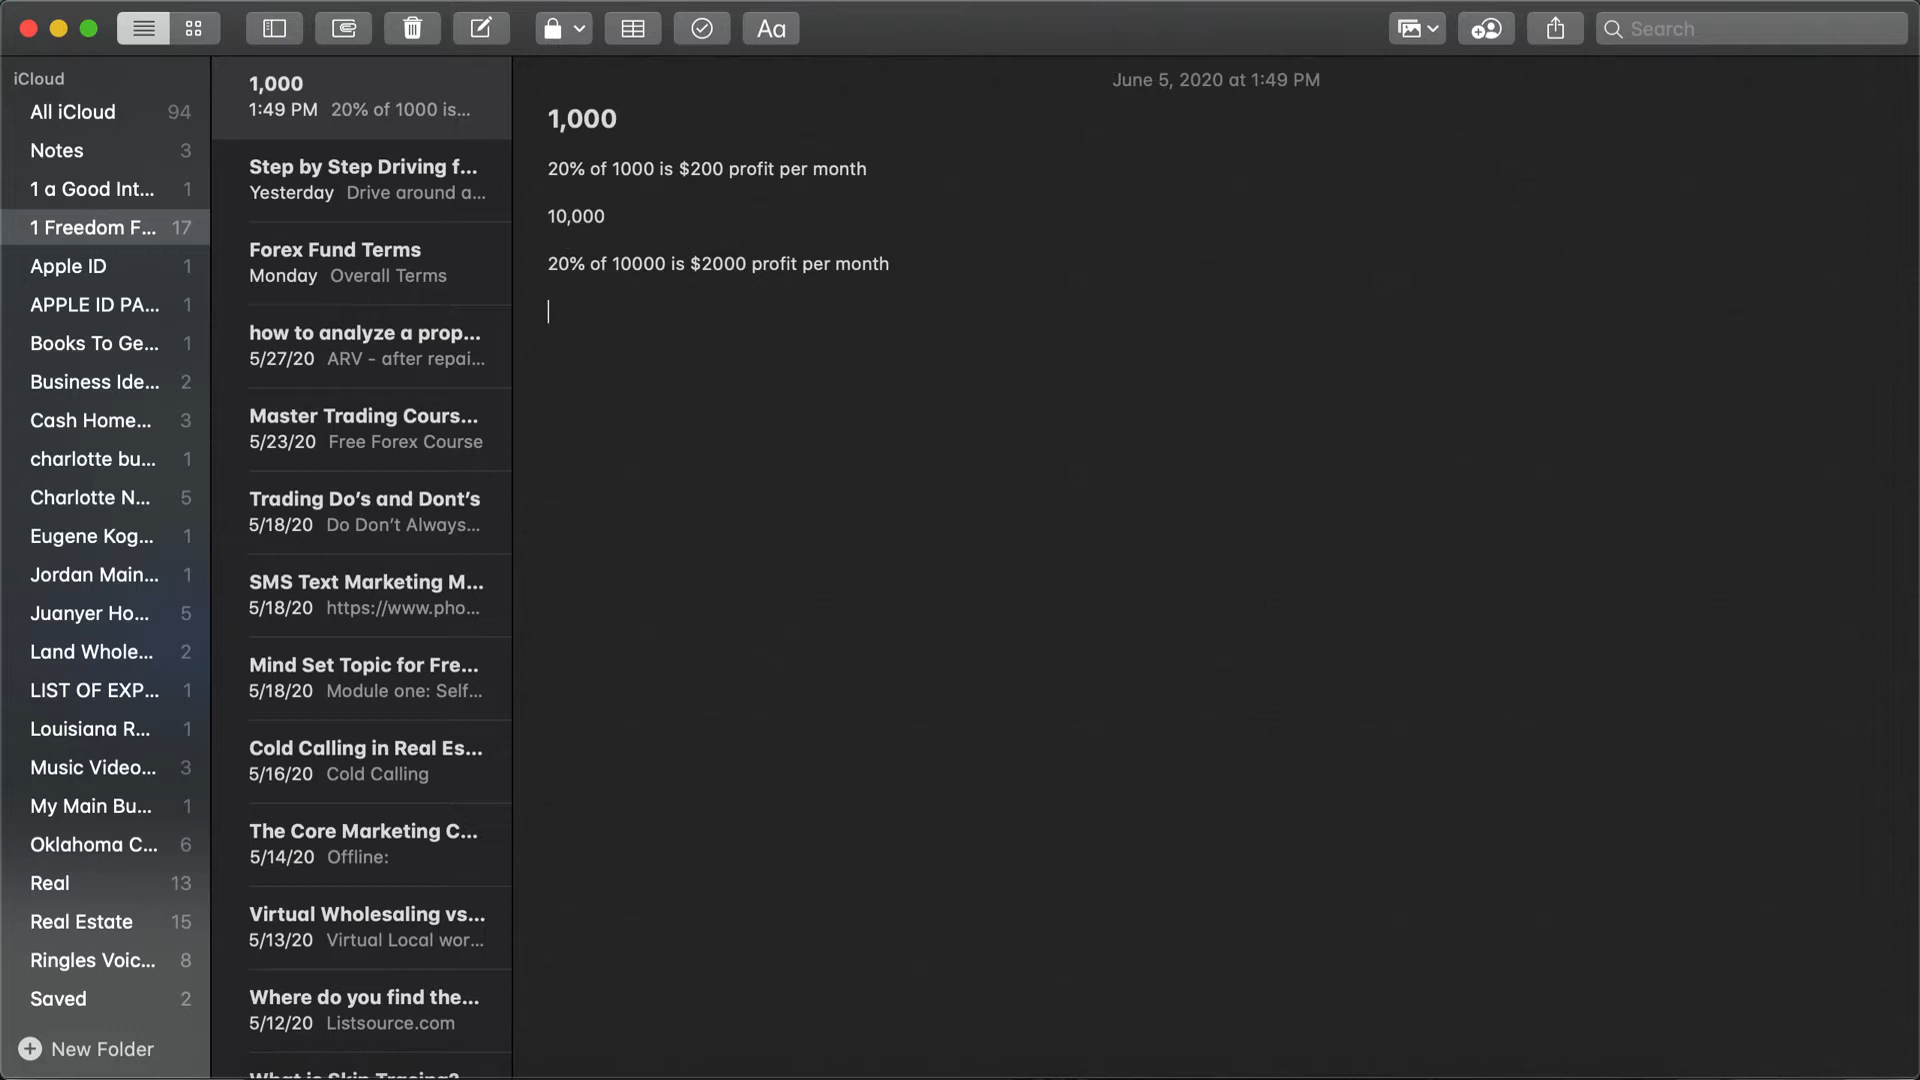 Search
iCloud
All iCloud 94
Notes 3
1 a Good Int... 1
1 Freedom F... 17
Apple ID 1
APPLE ID PA... 1
Books To Ge... 1
Business Ide... 2
Cash Home... 3
charlotte bu... 1
Charlotte N... 5
Eugene Kog... 1
Jordan Main... 1
Juanyer Ho... 5
Land Whole... 2
LIST OF EXP... 1
Louisiana R... 1
Music Video... 3
My Main Bu... 1
Oklahoma C... 6
Real 13
Real Estate 15
Ringles Voic... 8
Saved 2
New Folder
1,000
1:49 PM 20% of 1000 is...
Step by Step Driving f...
Yesterday Drive around a...
Forex Fund Terms
Monday Overall Terms
how to analyze a prop...
5/27/20 ARV - after repai...
Master Trading Cours...
5/23/20 Free Forex Course
Trading Do’s and Dont’s
5/18/20 Do Don’t Always...
SMS Text Marketing M...
5/18/20 https://www.pho...
Mind Set Topic for Fre...
5/18/20 Module one: Self...
Cold Calling in Real Es...
5/16/20 Cold Calling
The Core Marketing C...
5/14/20 Offline:
Virtual Wholesaling vs...
5/13/20 Virtual Local wor...
Where do you find the...
5/12/20 Listsource.com
What is Skip Tracing?
June 5, 2020 at 1:49 PM
1,000
20% of 1000 is $200 profit per month
10,000
20% of 10000 is $2000 profit per month
Aa